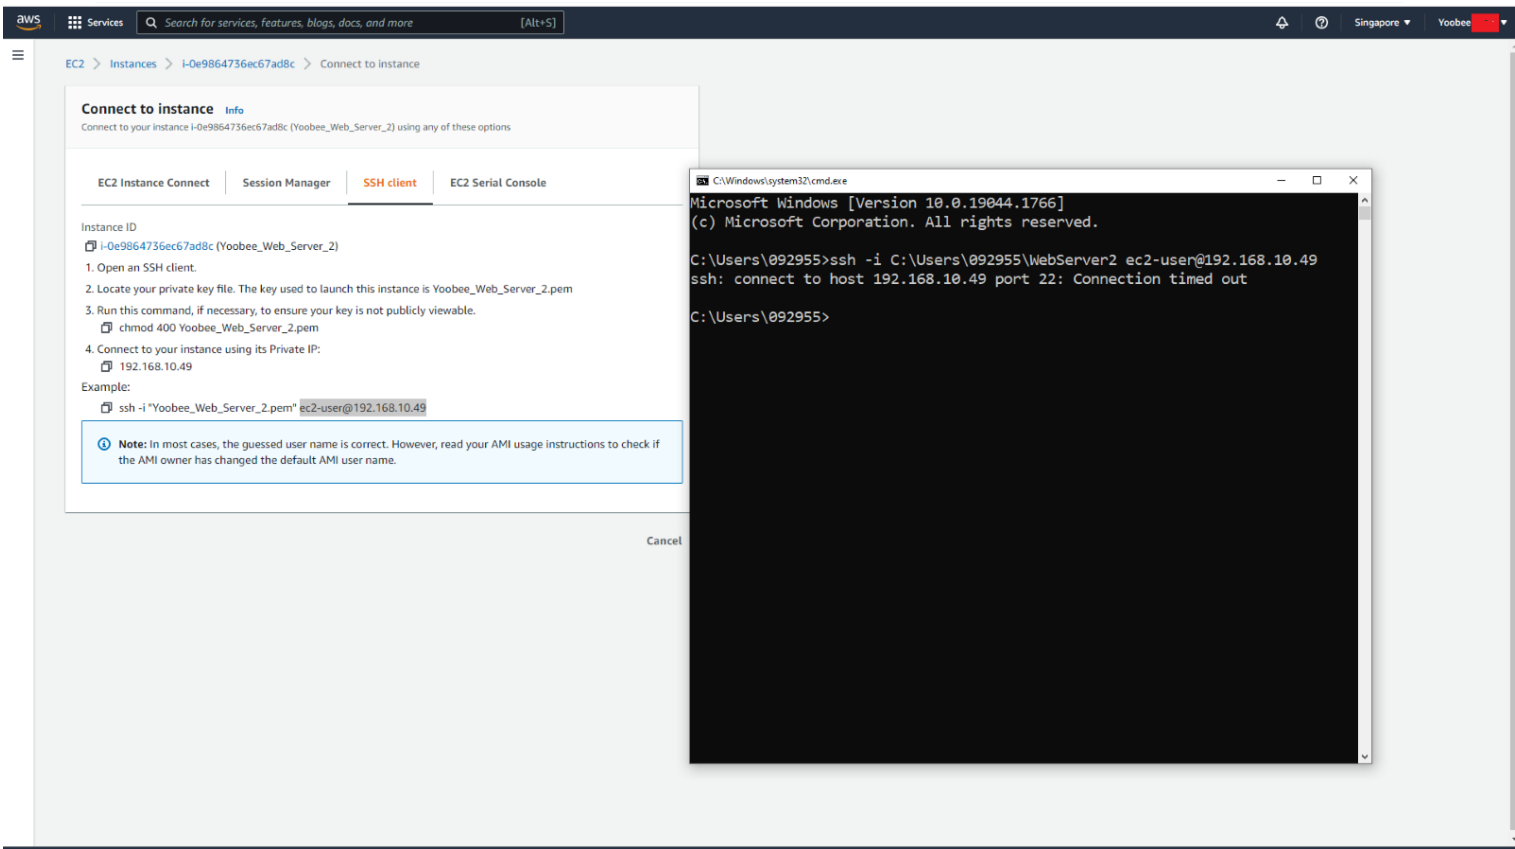 aws
Services
Search for services, features, blogs, docs, and more
[Alt+S]
Singapore
Yoobee
EC2 > Instances > i-0e9864736ec67ad8c > Connect to instance
Connect to instance Info
Connect to your instance i-0e9864736ec67ad8c (Yoobee_Web_Server_2) using any of these options
EC2 Instance Connect
Session Manager
SSH client
EC2 Serial Console
Instance ID
i-0e9864736ec67ad8c (Yoobee_Web_Server_2)
1. Open an SSH client.
2. Locate your private key file. The key used to launch this instance is Yoobee_Web_Server_2.pem
3. Run this command, if necessary, to ensure your key is not publicly viewable.
chmod 400 Yoobee_Web_Server_2.pem
4. Connect to your instance using its Private IP:
192.168.10.49
Example:
ssh -i "Yoobee_Web_Server_2.pem" ec2-user@192.168.10.49
Note: In most cases, the guessed user name is correct. However, read your AMI usage instructions to check if
the AMI owner has changed the default AMI user name.
Cancel
C:\Windows\system32\cmd.exe
Microsoft Windows [Version 10.0.19044.1766]
(c) Microsoft Corporation. All rights reserved.
C:\Users\092955>ssh -i C:\Users\092955\WebServer2 ec2-user@192.168.10.49
ssh: connect to host 192.168.10.49 port 22: Connection timed out
C:\Users\092955>